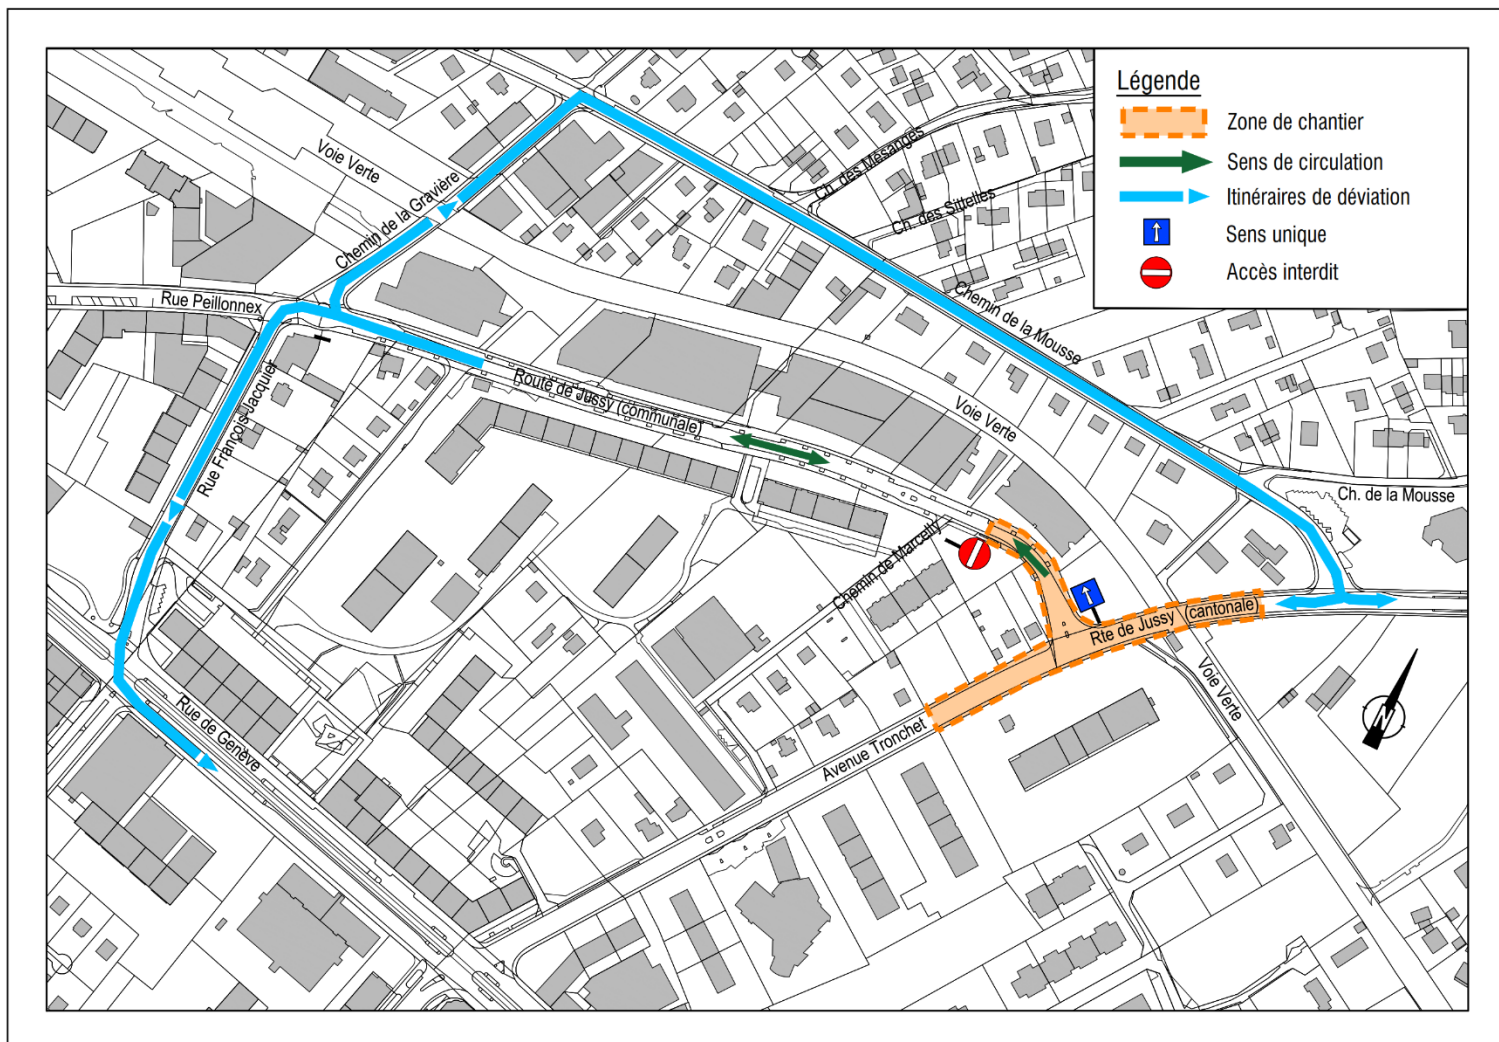 Légende
Zone de chantier
Sens de circulation
Itinéraires de déviation
Sens unique
Accès interdit
Voie Verte
Ch. des Mésanges
Chemin de la Gravière
Ch. des Sittelles
Rue Peillonnex
Chemin de la Mousse
Route de Jussy (communale)
Voie Verte
Rue François-Jacquier
Ch. de la Mousse
Chemin de Marcelly
Rte de Jussy (cantonale)
Voie Verte
Rue de Genève
Avenue Tronchet
N